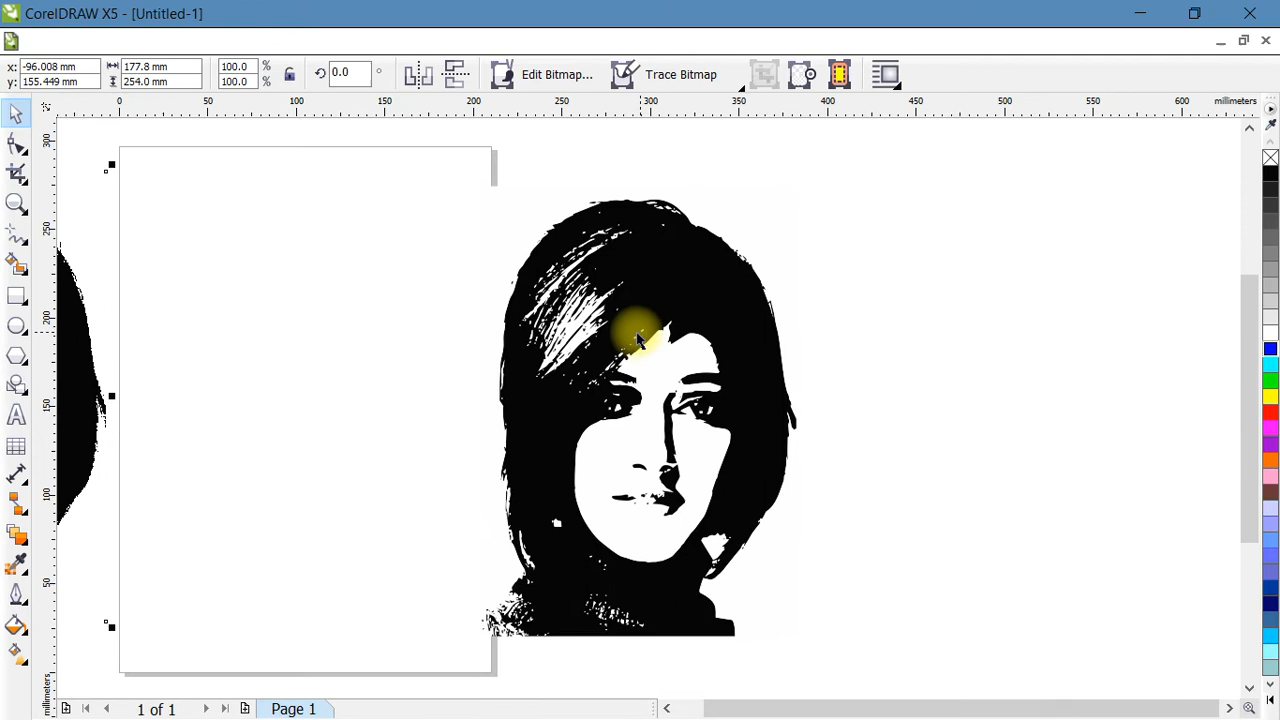 CorelDRAW X5 - [Untitled-1]
x: -96.008 mm
y: 155.449 mm
177.8 mm
254.0 mm
100.0 %
100.0 %
0.0 °
Edit Bitmap...
Trace Bitmap
0 50 100 150 200 250 300 350 400 450 500 550 600 millimeters
300
250
200
150
100
50
millimeters
1 of 1
Page 1